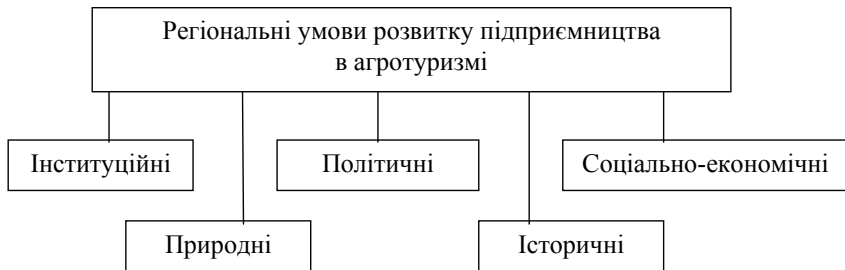 Регіональні умови розвитку підприємництва
в агротуризмі
Інституційні
Політичні
Соціально-економічні
Природні
Історичні